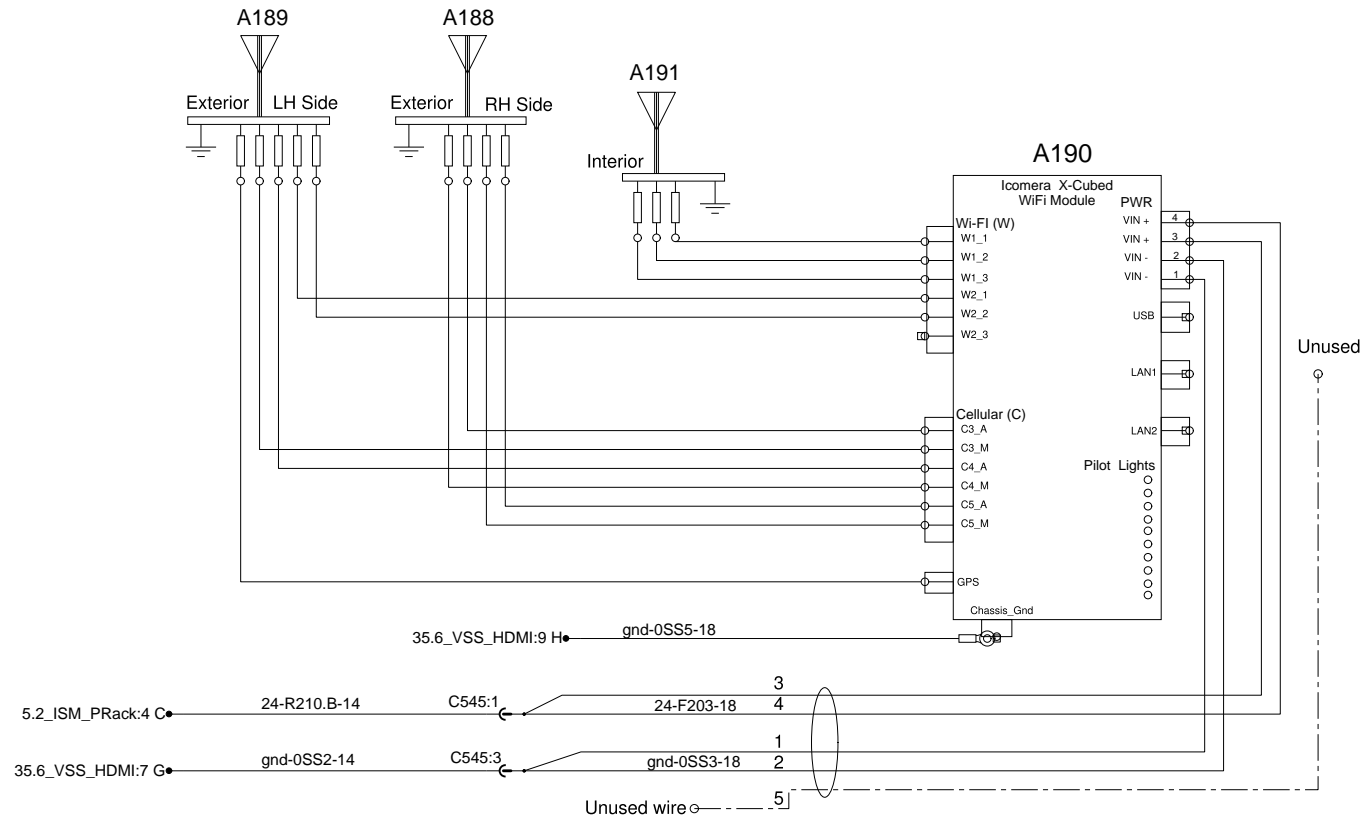 A189
A188
A191
Exterior LH Side
Exterior RH Side
Interior
A190
Icomera X-Cubed
WiFi Module
PWR
Wi-FI (W)
W1_1
W1_2
W1_3
W2_1
W2_2
W2_3
VIN + 4
VIN + 3
VIN - 2
VIN - 1
USB
LAN1
LAN2
Unused
Cellular (C)
C3_A
C3_M
C4_A
C4_M
C5_A
C5_M
Pilot Lights
GPS
Chassis_Gnd
35.6_VSS_HDMI:9 H gnd-0SS5-18
3
5.2_ISM_PRack:4 C 24-R210.B-14 C545:1 24-F203-18 4
1
35.6_VSS_HDMI:7 G gnd-0SS2-14 C545:3 gnd-0SS3-18 2
Unused wire 5